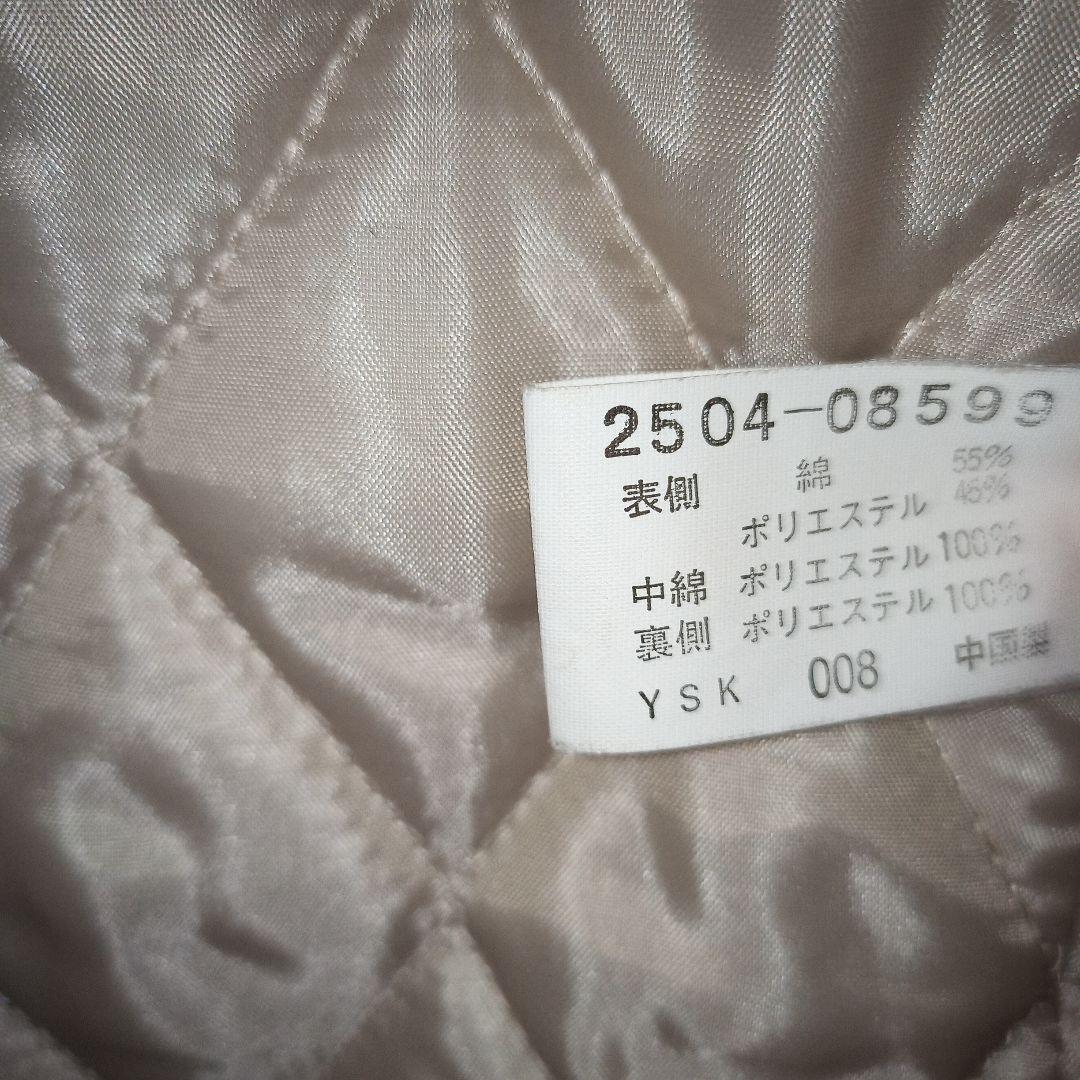 2504-08599
表側 綿 55%
ポリエステル 45%
中綿 ポリエステル 100%
裏側 ポリエステル 100%
YSK 008 中国製